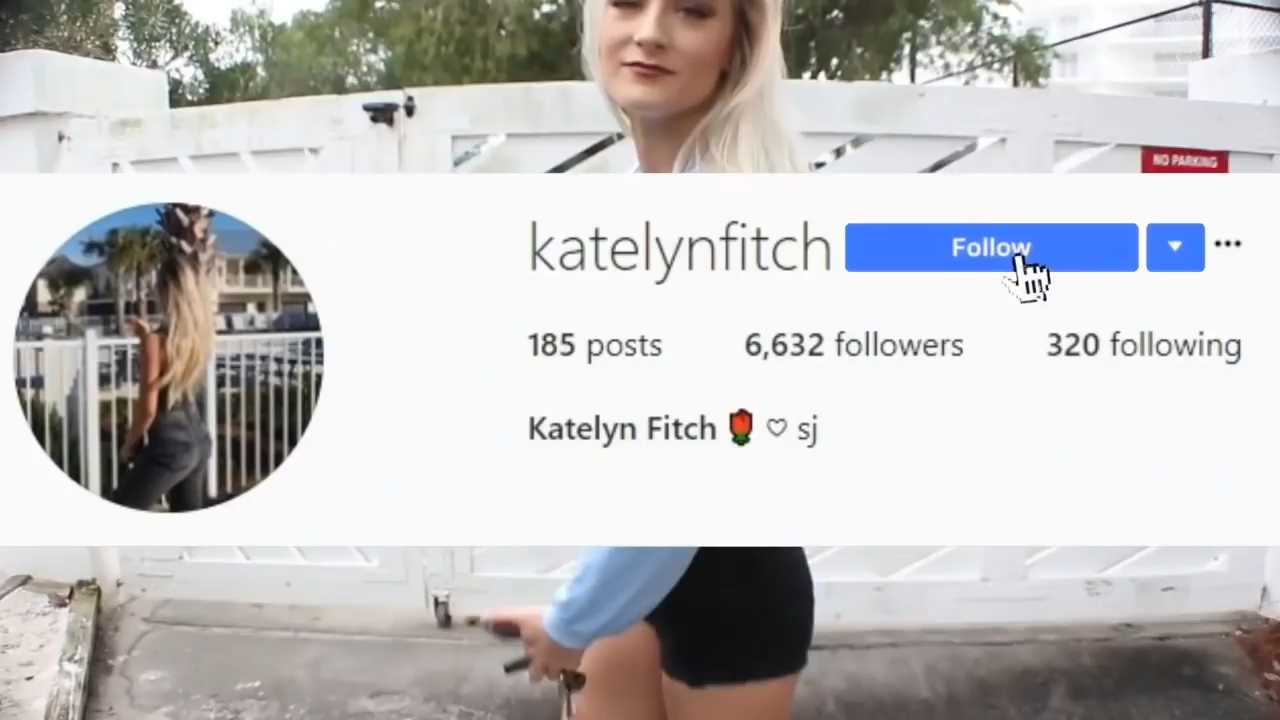 NO PARKING
katelynfitch Follow
185 posts 6,632 followers 320 following
Katelyn Fitch 🌹 ♡ sj